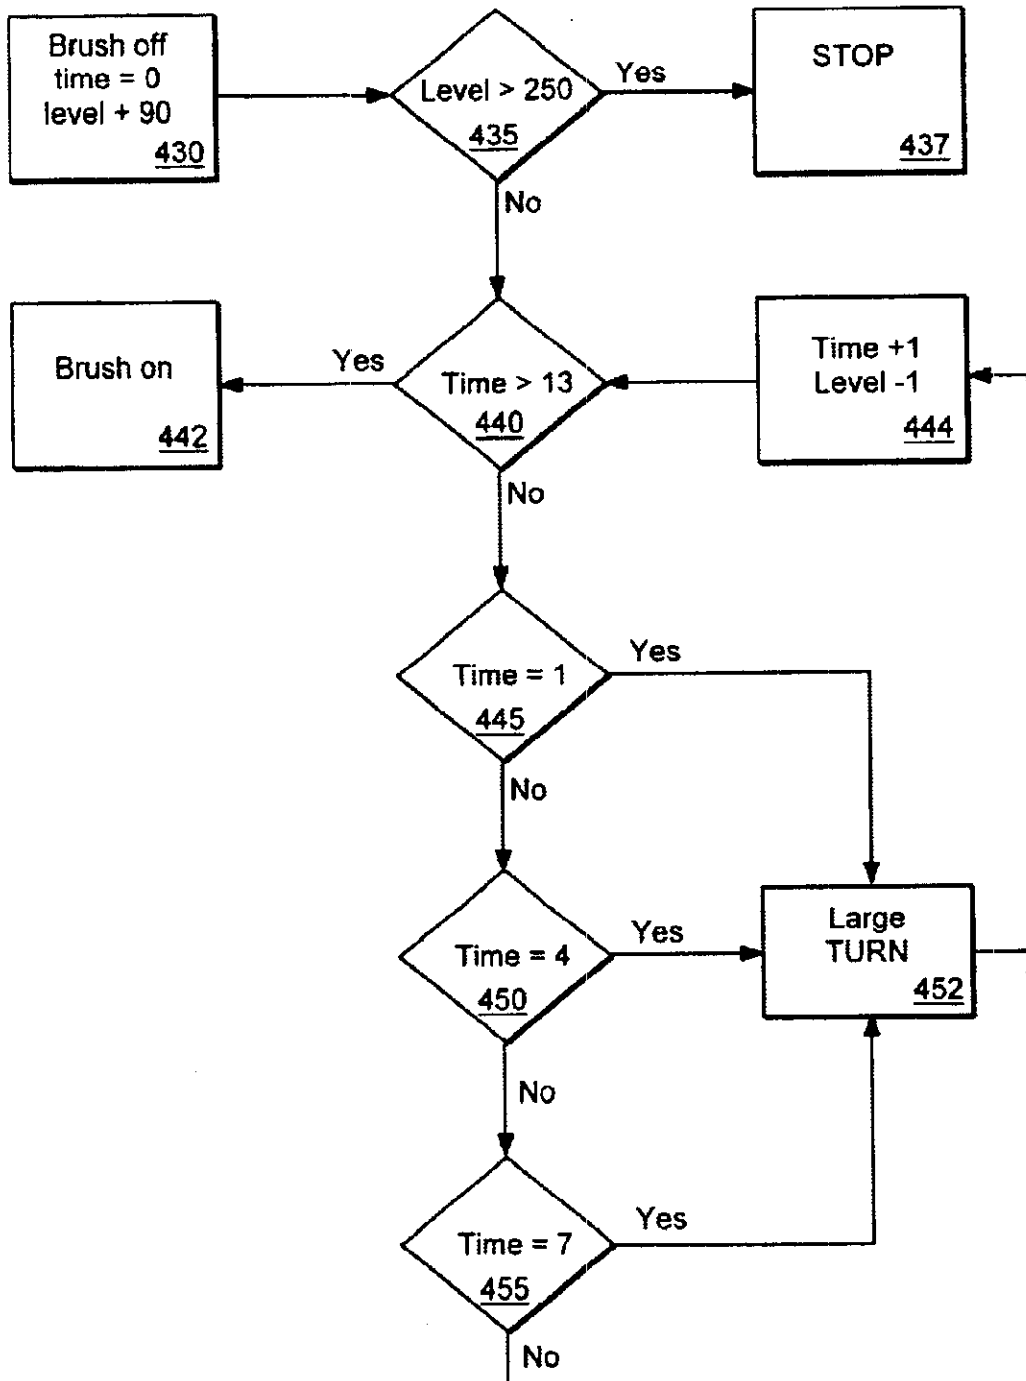 Brush off
time = 0
level + 90
430
Level > 250
435
Yes
STOP
437
No
Brush on
442
Yes
Time > 13
440
Time +1
Level -1
444
No
Time = 1
445
Yes
No
Time = 4
450
Yes
Large
TURN
452
No
Time = 7
455
Yes
No